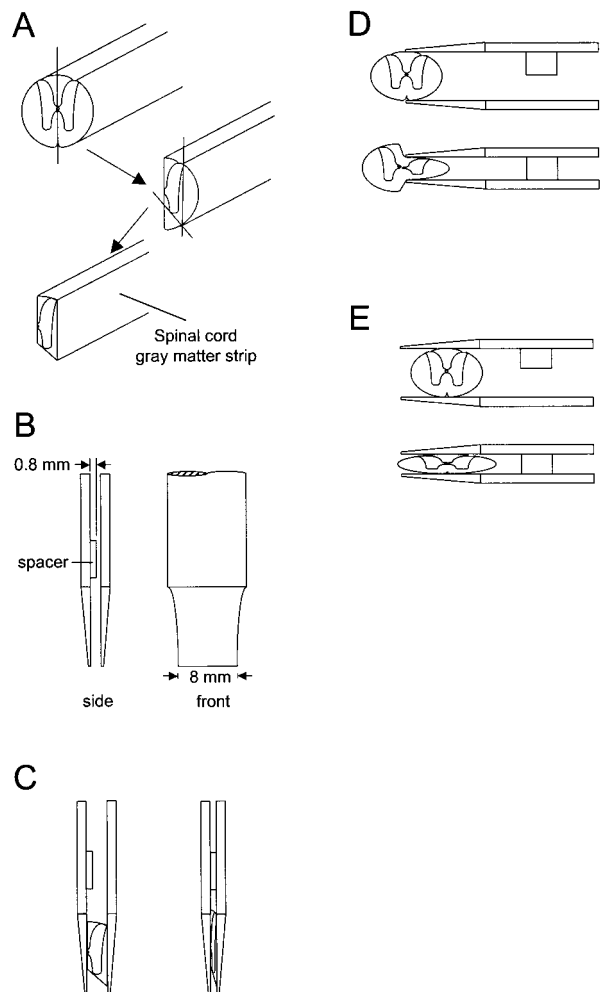 A
Spinal cord
gray matter strip
B
0.8 mm
spacer
8 mm
side
front
C
D
E